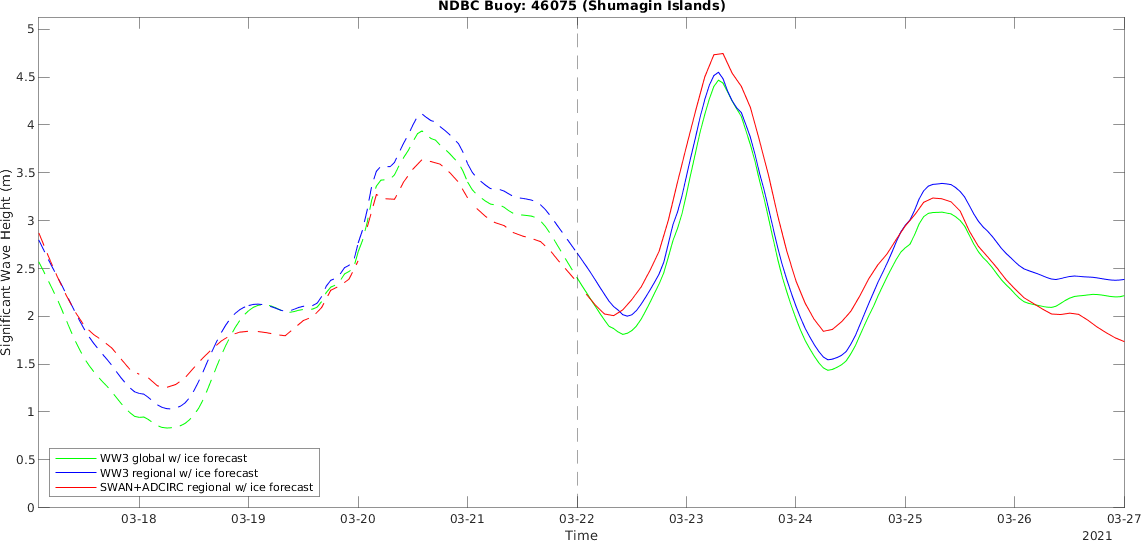 NDBC Buoy: 46075 (Shumagin Islands)
Significant Wave Height (m)
5
4.5
4
3.5
3
2.5
2
1.5
1
0.5
0
WW3 global w/ ice forecast
WW3 regional w/ ice forecast
SWAN+ADCIRC regional w/ ice forecast
03-18 03-19 03-20 03-21 03-22 03-23 03-24 03-25 03-26 03-27
Time
2021